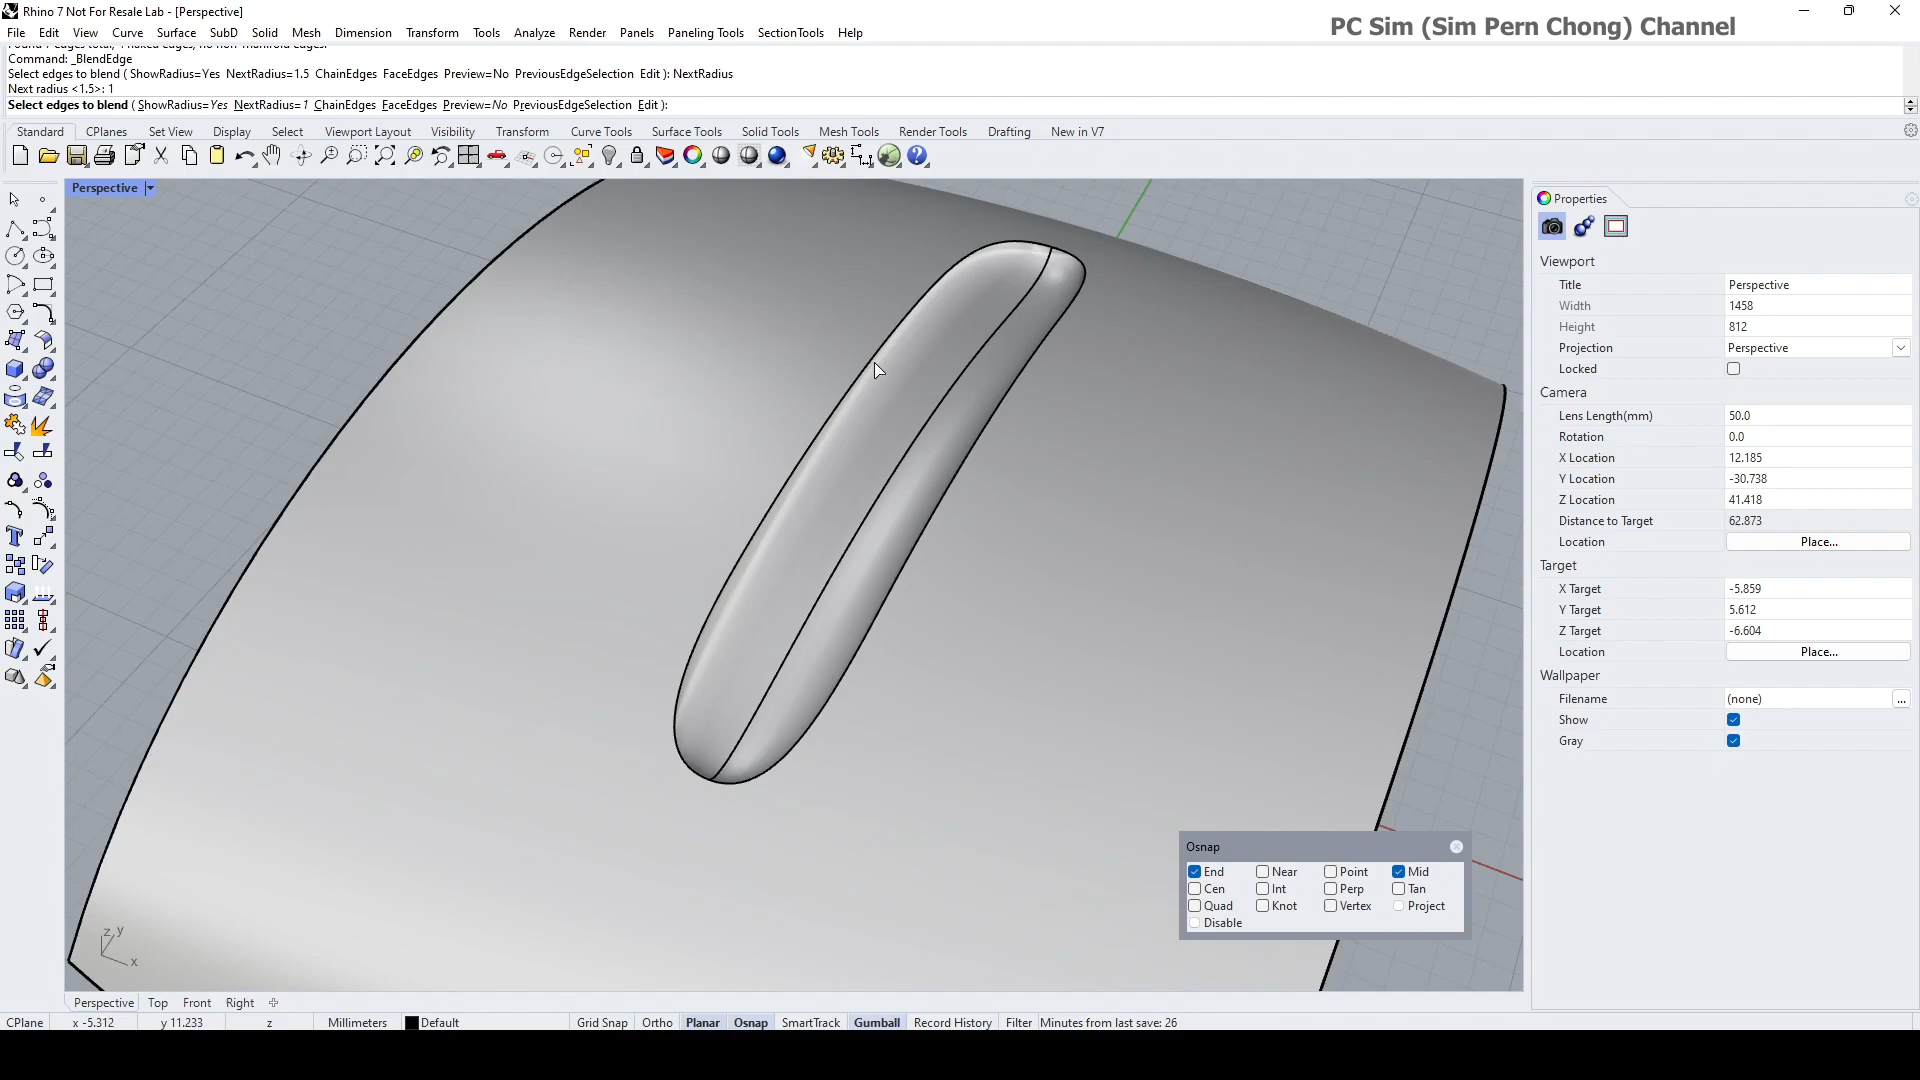 Rhino 7 Not For Resale Lab - [Perspective]
PC Sim (Sim Pern Chong) Channel
File Edit View Curve Surface SubD Solid Mesh Dimension Transform Tools Analyze Render Panels Paneling Tools SectionTools Help
Command: _BlendEdge
Select edges to blend ( ShowRadius=Yes NextRadius=1.5 ChainEdges FaceEdges Preview=No PreviousEdgeSelection Edit ): NextRadius
Next radius <1.5>: 1
Select edges to blend ( ShowRadius=Yes NextRadius=1 ChainEdges FaceEdges Preview=No PreviousEdgeSelection Edit ):
Standard CPlanes Set View Display Select Viewport Layout Visibility Transform Curve Tools Surface Tools Solid Tools Mesh Tools Render Tools Drafting New in V7
Perspective
Properties
Viewport
Title Perspective
Width 1458
Height 812
Projection Perspective
Locked
Camera
Lens Length(mm) 50.0
Rotation 0.0
X Location 12.185
Y Location -30.738
Z Location 41.418
Distance to Target 62.873
Location Place...
Target
X Target -5.859
Y Target 5.612
Z Target -6.604
Location Place...
Wallpaper
Filename (none) ...
Show
Gray
Osnap
End Near Point Mid
Cen Int Perp Tan
Quad Knot Vertex Project
Disable
z y
x
Perspective Top Front Right
CPlane x -5.312 y 11.233 z Millimeters Default Grid Snap Ortho Planar Osnap SmartTrack Gumball Record History Filter Minutes from last save: 26